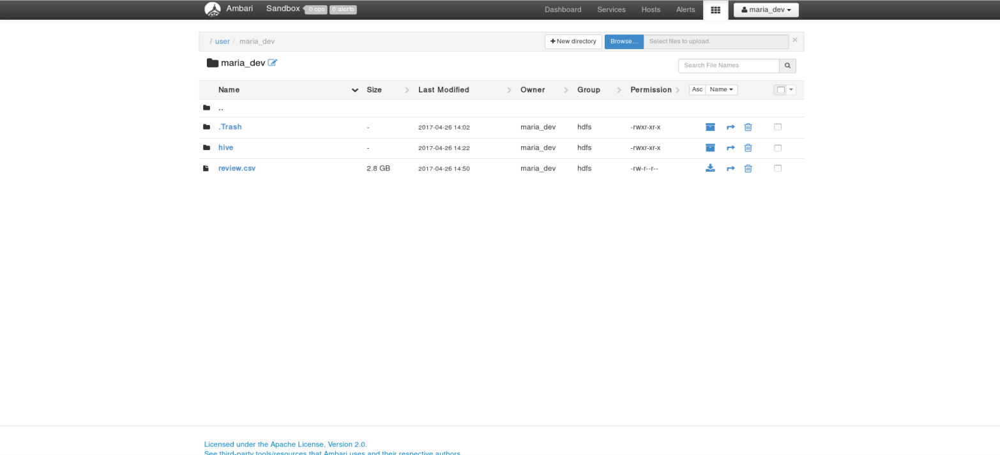 Ambari Sandbox 0 ops 0 alerts Dashboard Services Hosts Alerts maria_dev
/ user / maria_dev New directory Browse... Select files to upload. ×
maria_dev Search File Names
Name Size Last Modified Owner Group Permission Asc Name
..
.Trash - 2017-04-26 14:02 maria_dev hdfs -rwxr-xr-x
hive - 2017-04-26 14:22 maria_dev hdfs -rwxr-xr-x
review.csv 2.8 GB 2017-04-26 14:50 maria_dev hdfs -rw-r--r--
Licensed under the Apache License, Version 2.0.
See third-party tools/resources that Ambari uses and their respective authors